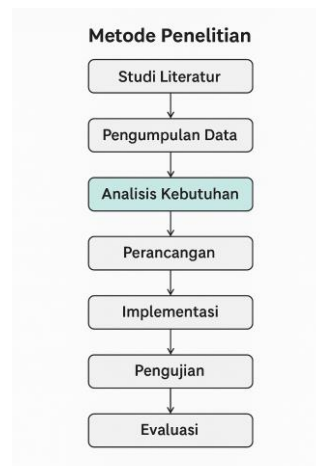 Metode Penelitian
Studi Literatur
Pengumpulan Data
Analisis Kebutuhan
Perancangan
Implementasi
Pengujian
Evaluasi